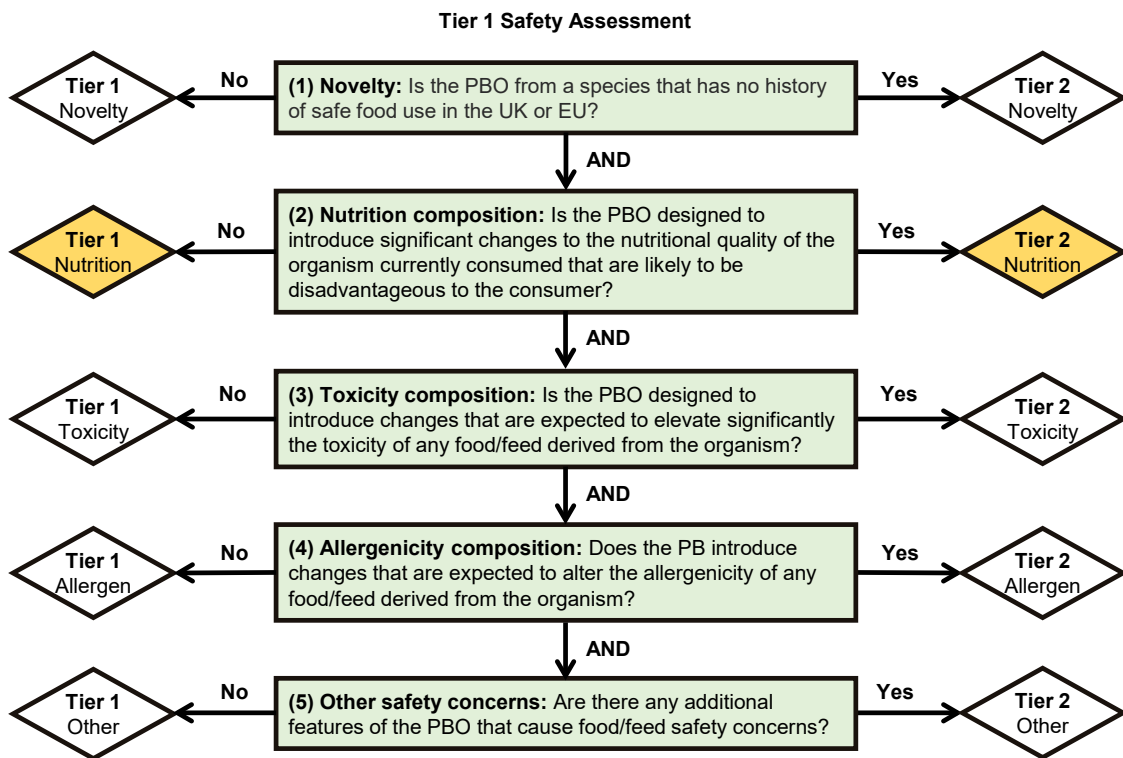 Tier 1 Safety Assessment
Tier 1
Novelty
No
(1) Novelty: Is the PBO from a species that has no history
of safe food use in the UK or EU?
Yes
Tier 2
Novelty
AND
Tier 1
Nutrition
No
(2) Nutrition composition: Is the PBO designed to
introduce significant changes to the nutritional quality of the
organism currently consumed that are likely to be
disadvantageous to the consumer?
Yes
Tier 2
Nutrition
AND
Tier 1
Toxicity
No
(3) Toxicity composition: Is the PBO designed to
introduce changes that are expected to elevate significantly
the toxicity of any food/feed derived from the organism?
Yes
Tier 2
Toxicity
AND
Tier 1
Allergen
No
(4) Allergenicity composition: Does the PB introduce
changes that are expected to alter the allergenicity of any
food/feed derived from the organism?
Yes
Tier 2
Allergen
AND
Tier 1
Other
No
(5) Other safety concerns: Are there any additional
features of the PBO that cause food/feed safety concerns?
Yes
Tier 2
Other